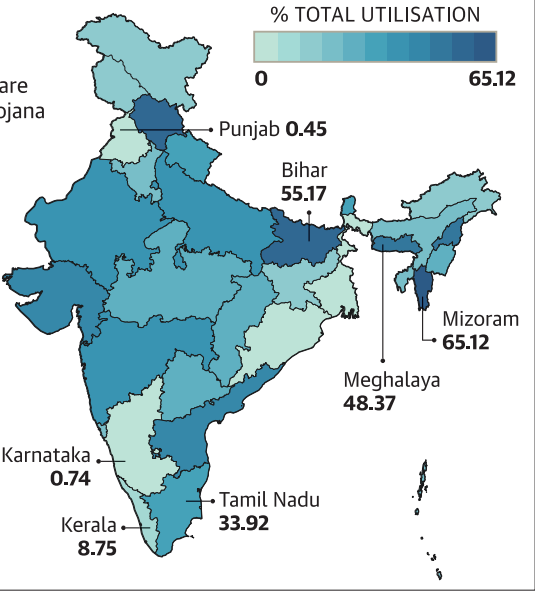 % TOTAL UTILISATION
0 65.12
are
ojana
Punjab 0.45
Bihar
55.17
Mizoram
65.12
Meghalaya
48.37
Karnataka
0.74
Tamil Nadu
33.92
Kerala
8.75